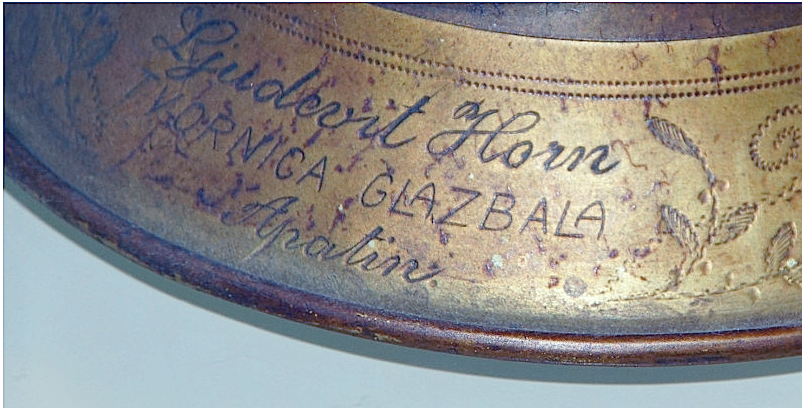 Ljudevit Horn
TVORNICA GLAZBALA
Apatin.